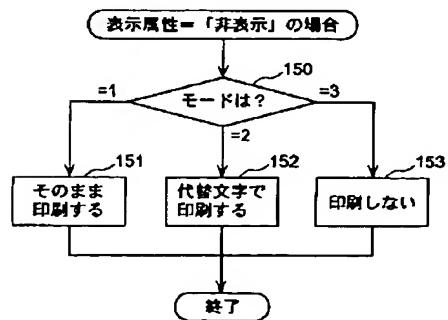 表示属性=「非表示」の場合
150
モードは?
=1
=2
=3
151
そのまま
印刷する
152
代替文字で
印刷する
153
印刷しない
終了